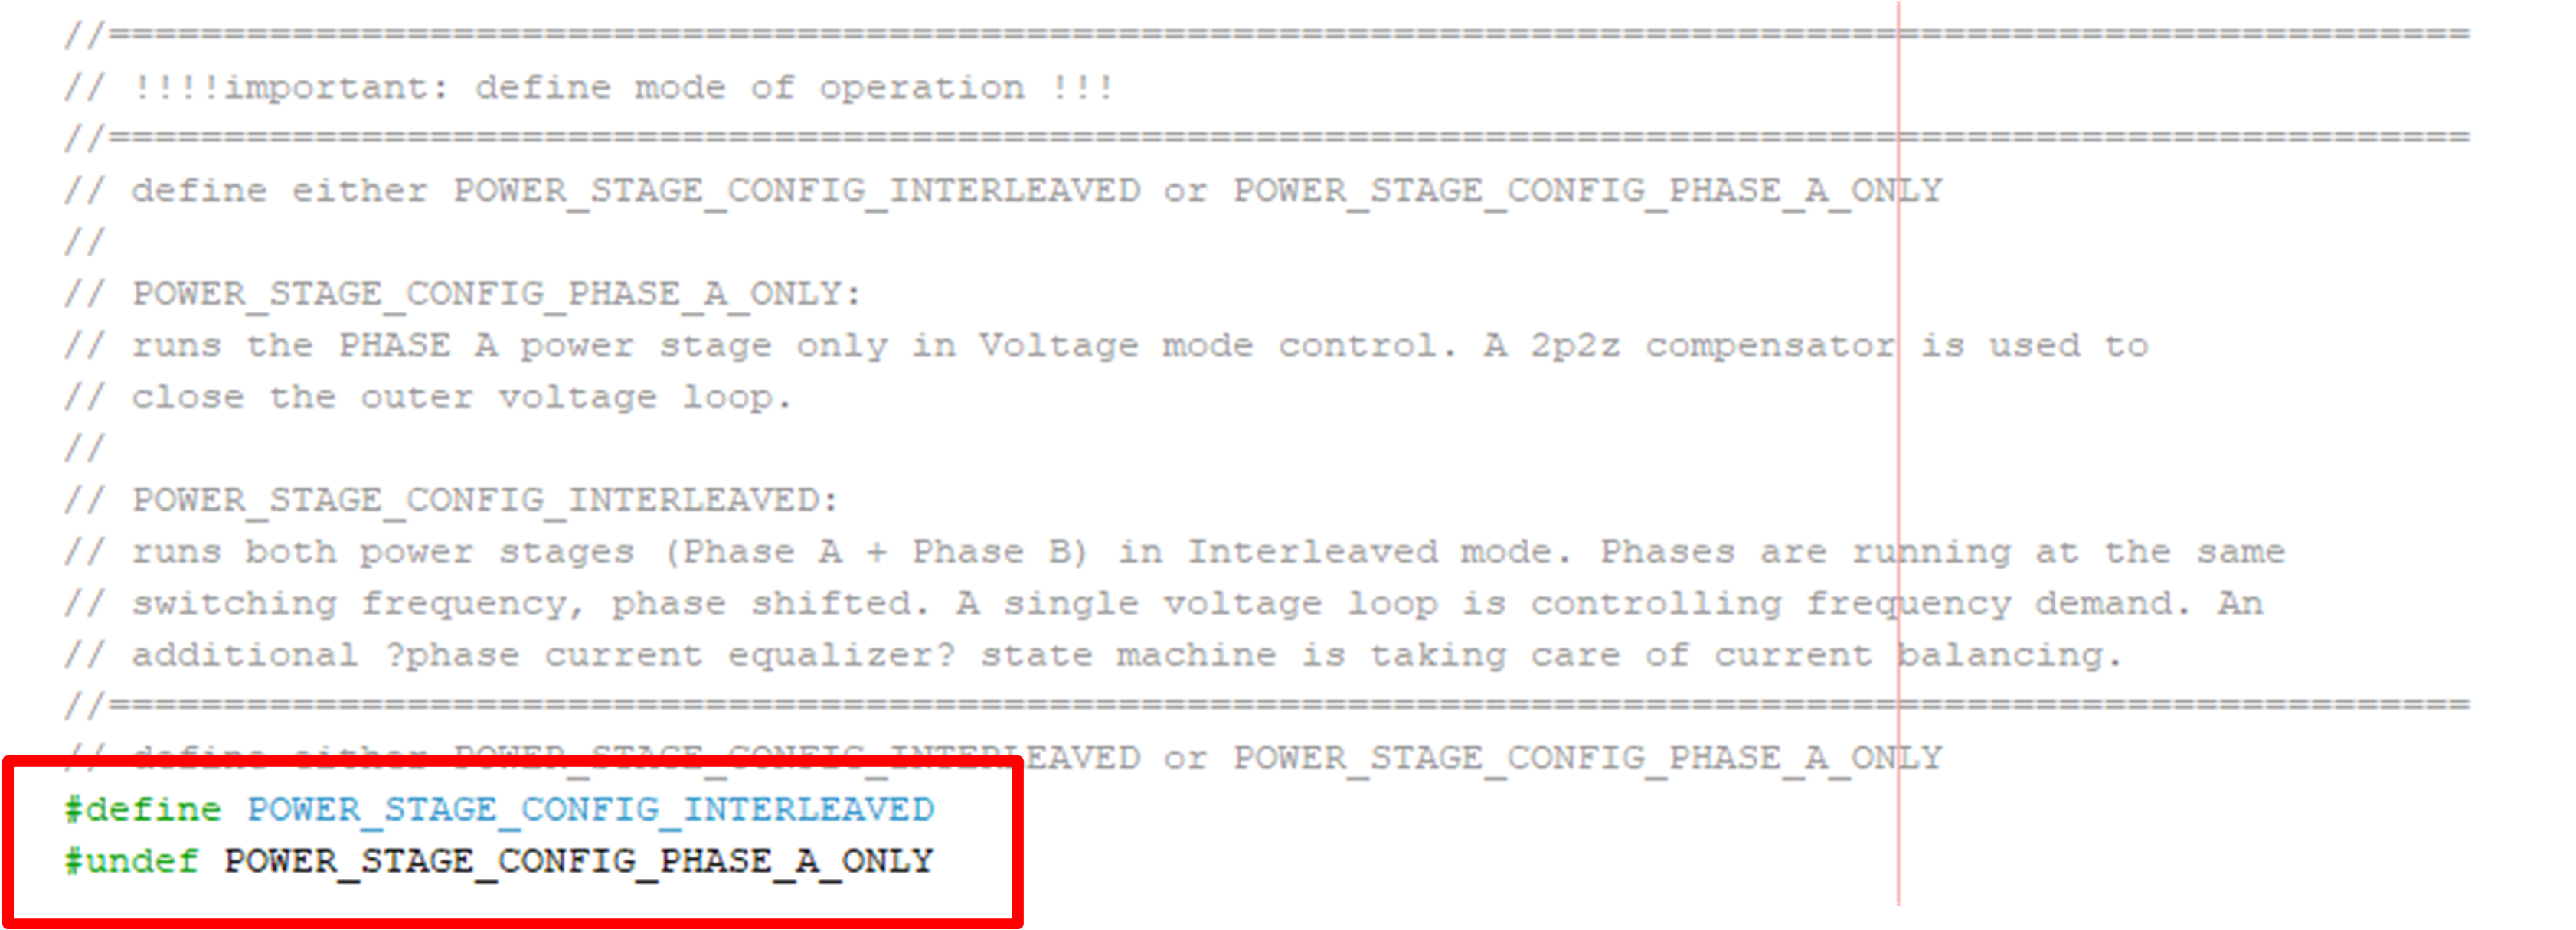 //=======================================================================================================
// !!!!important: define mode of operation !!!
//=======================================================================================================
// define either POWER_STAGE_CONFIG_INTERLEAVED or POWER_STAGE_CONFIG_PHASE_A_ONLY
//
// POWER_STAGE_CONFIG_PHASE_A_ONLY:
// runs the PHASE A power stage only in Voltage mode control. A 2p2z compensator is used to
// close the outer voltage loop.
//
// POWER_STAGE_CONFIG_INTERLEAVED:
// runs both power stages (Phase A + Phase B) in Interleaved mode. Phases are running at the same
// switching frequency, phase shifted. A single voltage loop is controlling frequency demand. An
// additional ?phase current equalizer? state machine is taking care of current balancing.
//=======================================================================================================
// define either POWER_STAGE_CONFIG_INTERLEAVED or POWER_STAGE_CONFIG_PHASE_A_ONLY
#define POWER_STAGE_CONFIG_INTERLEAVED
#undef POWER_STAGE_CONFIG_PHASE_A_ONLY